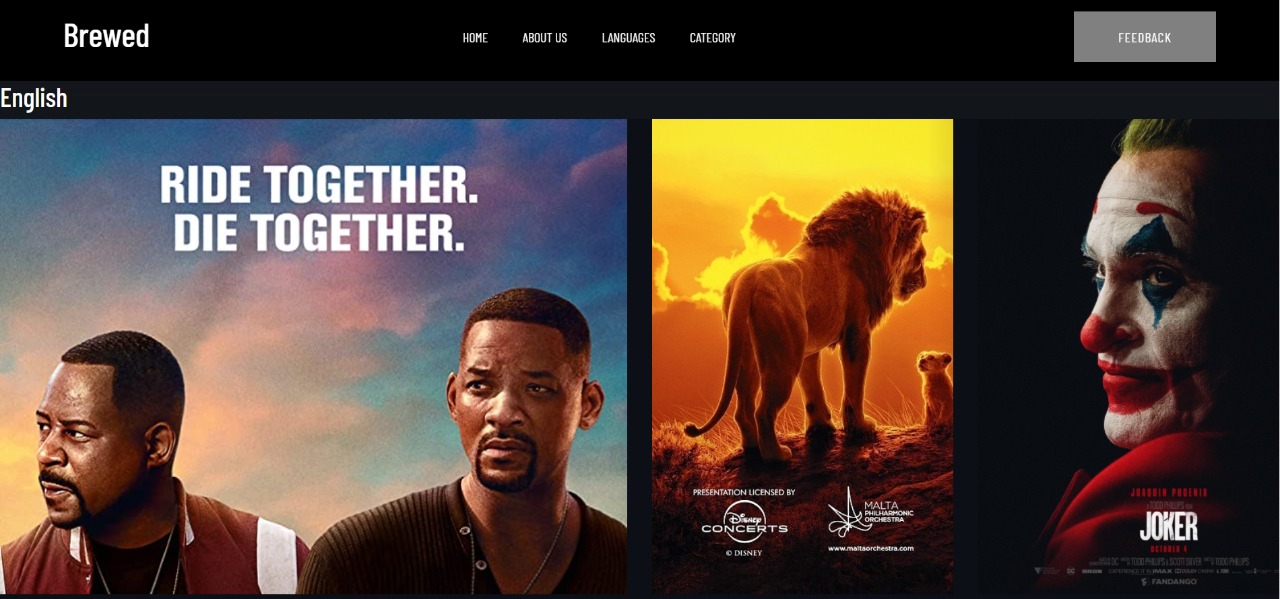 Brewed
HOME
ABOUT US
LANGUAGES
CATEGORY
FEEDBACK
English
RIDE TOGETHER.
DIE TOGETHER.
PRESENTATION LICENSED BY
Disney
CONCERTS
© DISNEY
MALTA
PHILHARMONIC
ORCHESTRA
www.maltaorchestra.com
JOAQUIN PHOENIX
JOKER
OCTOBER 4
FANDANGO